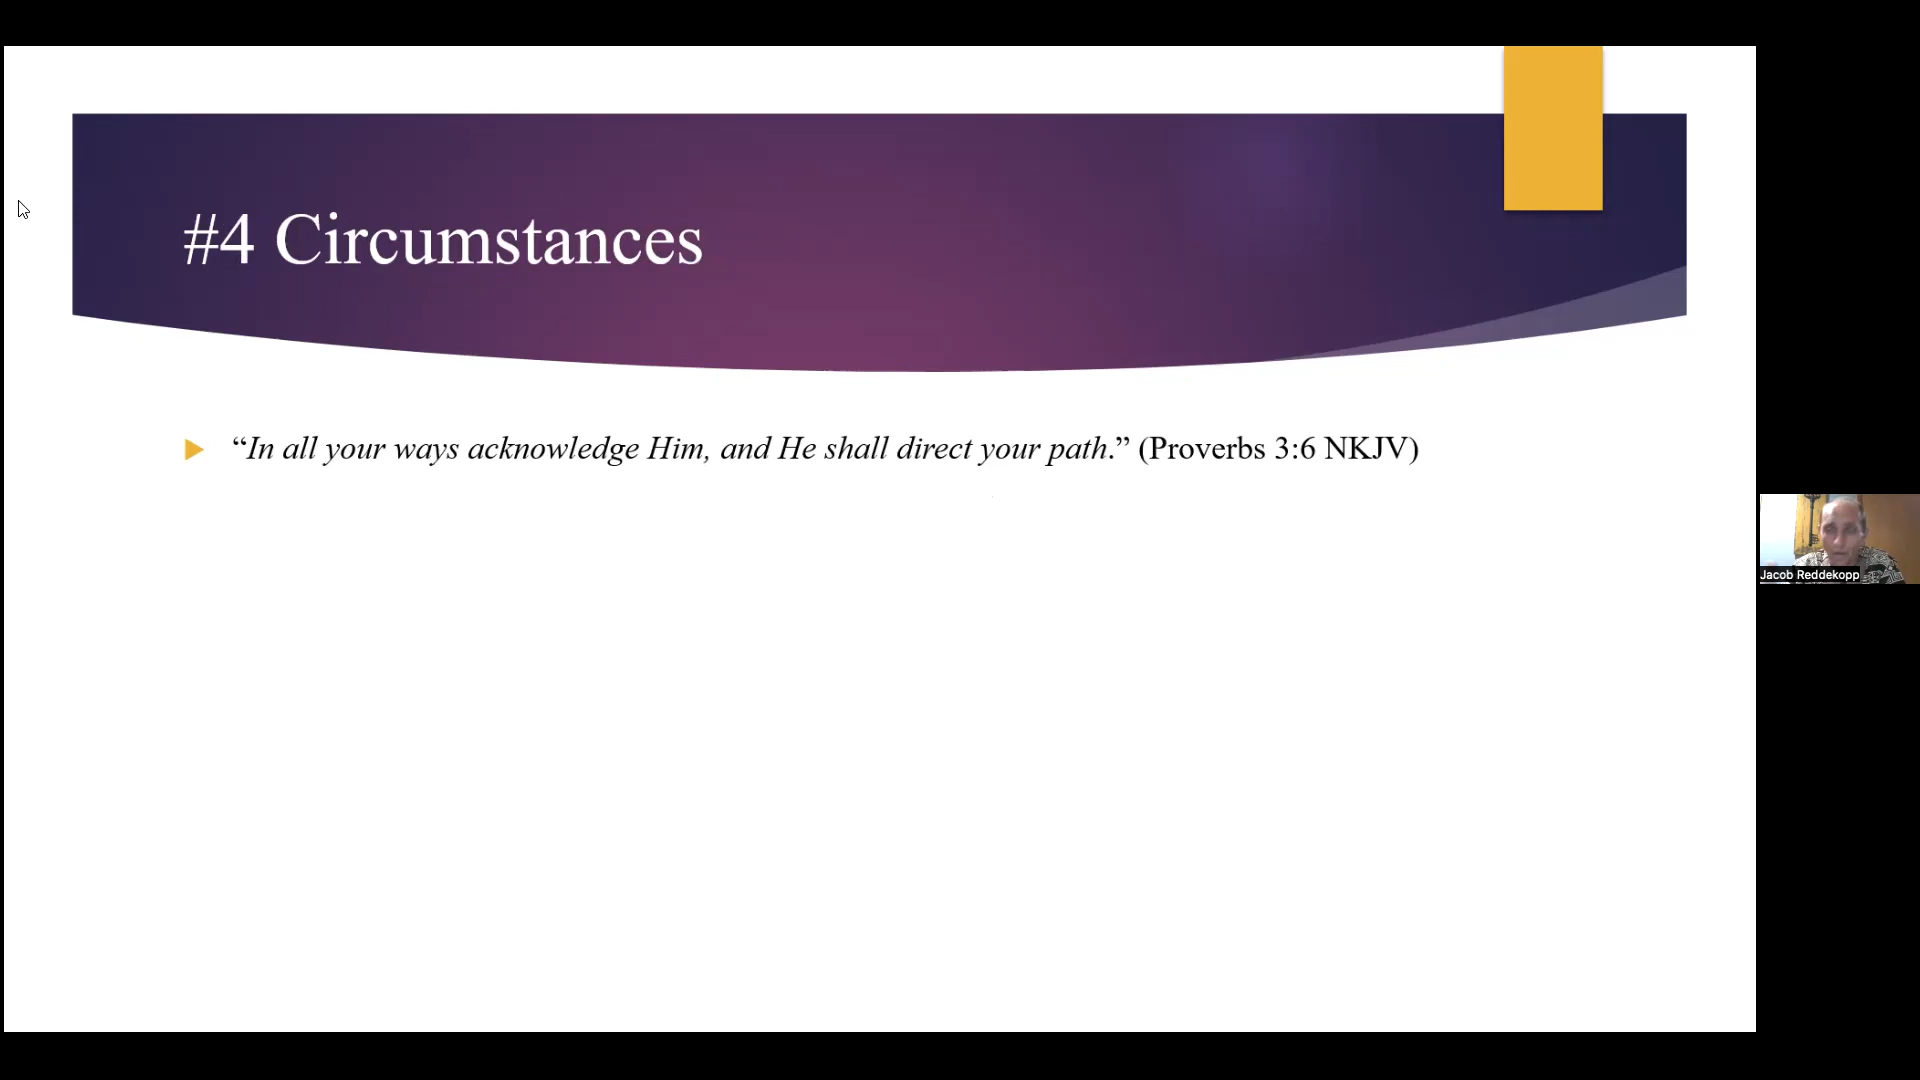 #4 Circumstances
“In all your ways acknowledge Him, and He shall direct your path.” (Proverbs 3:6 NKJV)
Jacob Reddekopp